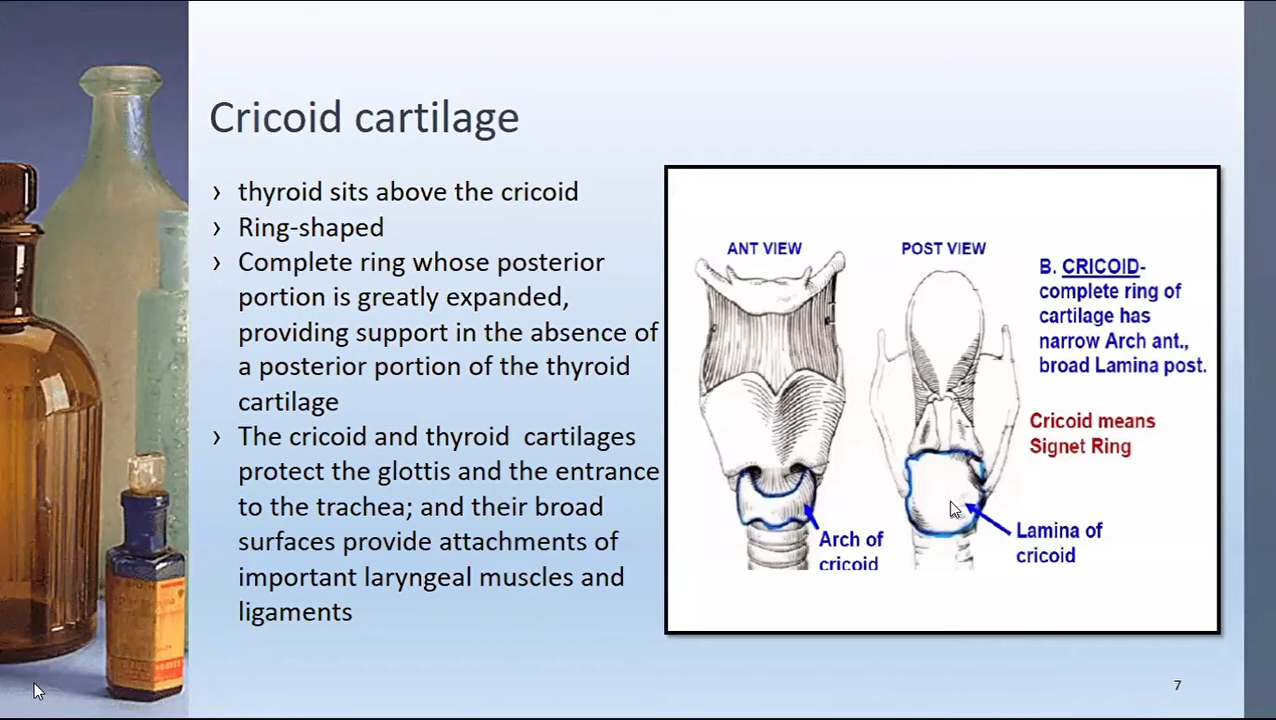 Cricoid cartilage
› thyroid sits above the cricoid
› Ring-shaped
› Complete ring whose posterior
portion is greatly expanded,
providing support in the absence of
a posterior portion of the thyroid
cartilage
› The cricoid and thyroid cartilages
protect the glottis and the entrance
to the trachea; and their broad
surfaces provide attachments of
important laryngeal muscles and
ligaments
ANT VIEW
POST VIEW
B. CRICOID-
complete ring of
cartilage has
narrow Arch ant.,
broad Lamina post.
Cricoid means
Signet Ring
Arch of
cricoid
Lamina of
cricoid
7